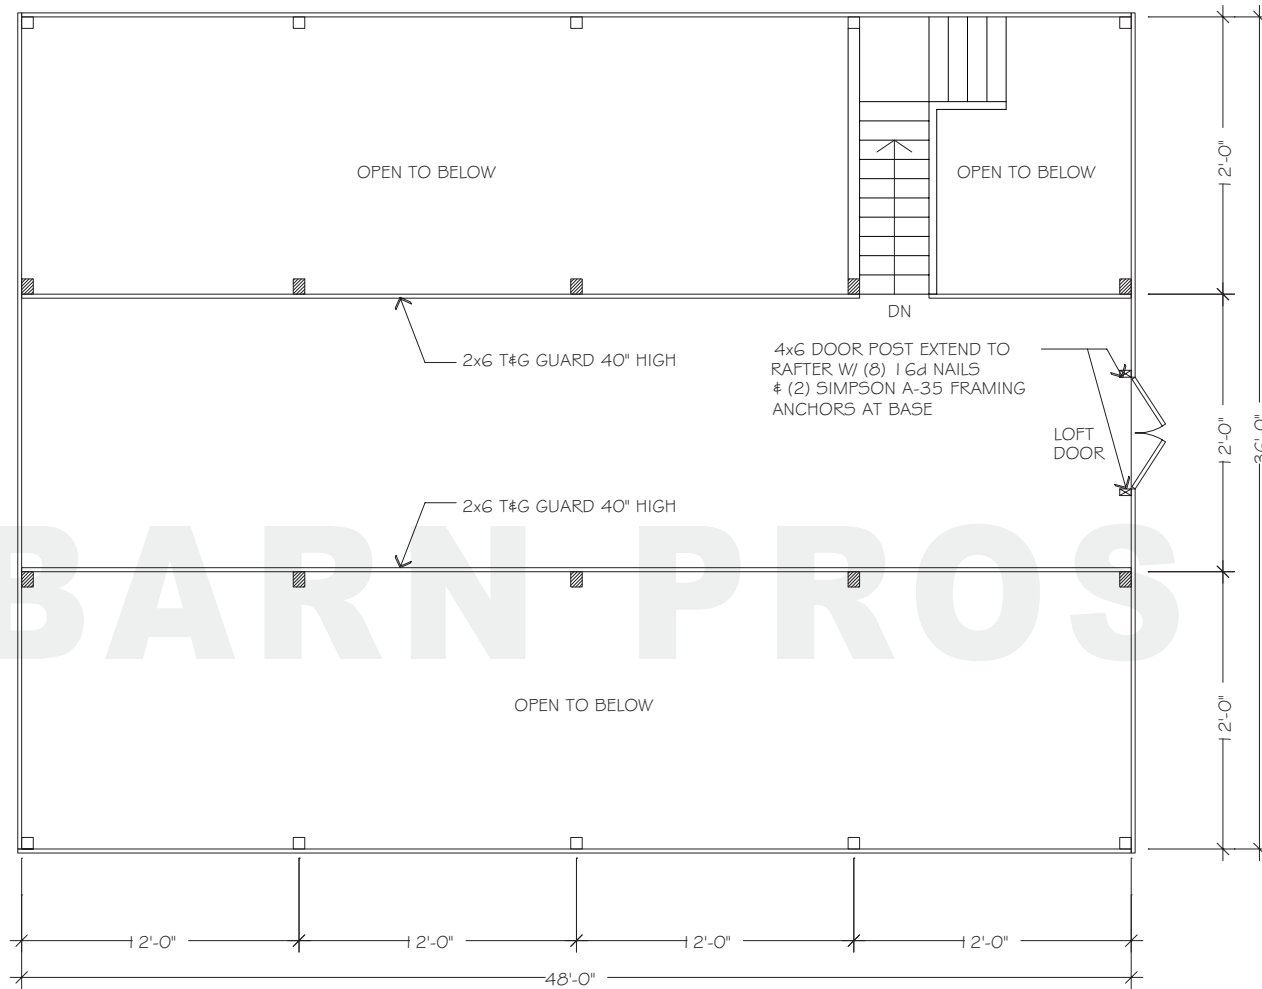 OPEN TO BELOW
OPEN TO BELOW
12'-0"
DN
2x6 T&G GUARD 40" HIGH
4x6 DOOR POST EXTEND TO
RAFTER W/ (8) 16d NAILS
& (2) SIMPSON A-35 FRAMING
ANCHORS AT BASE
LOFT
DOOR
12'-0"
36'-0"
2x6 T&G GUARD 40" HIGH
BARN PROS
OPEN TO BELOW
12'-0"
12'-0" 12'-0" 12'-0" 12'-0"
48'-0"